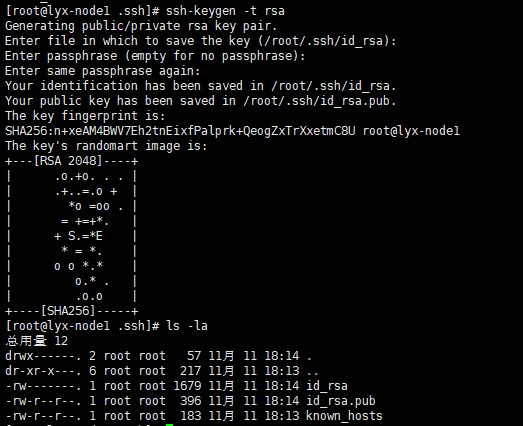 [root@lyx-node1 .ssh]# ssh-keygen -t rsa
Generating public/private rsa key pair.
Enter file in which to save the key (/root/.ssh/id_rsa):
Enter passphrase (empty for no passphrase):
Enter same passphrase again:
Your identification has been saved in /root/.ssh/id_rsa.
Your public key has been saved in /root/.ssh/id_rsa.pub.
The key fingerprint is:
SHA256:n+xeAM4BWV7Eh2tnEixfPalprk+QeogZxTrXxetmC8U root@lyx-node1
The key's randomart image is:
+---[RSA 2048]----+
|      .o.+o. . . |
|      .+..=.o +  |
|        *o =oo . |
|       = +=+*.   |
|      + S.=*E    |
|       * = *.    |
|      o o *.*    |
|         o.* .   |
|         .o.o    |
+----[SHA256]-----+
[root@lyx-node1 .ssh]# ls -la
总用量 12
drwx------. 2 root root   57 11月 11 18:14 .
dr-xr-x---. 6 root root  217 11月 11 18:13 ..
-rw-------. 1 root root 1679 11月 11 18:14 id_rsa
-rw-r--r--. 1 root root  396 11月 11 18:14 id_rsa.pub
-rw-r--r--. 1 root root  183 11月 11 18:13 known_hosts